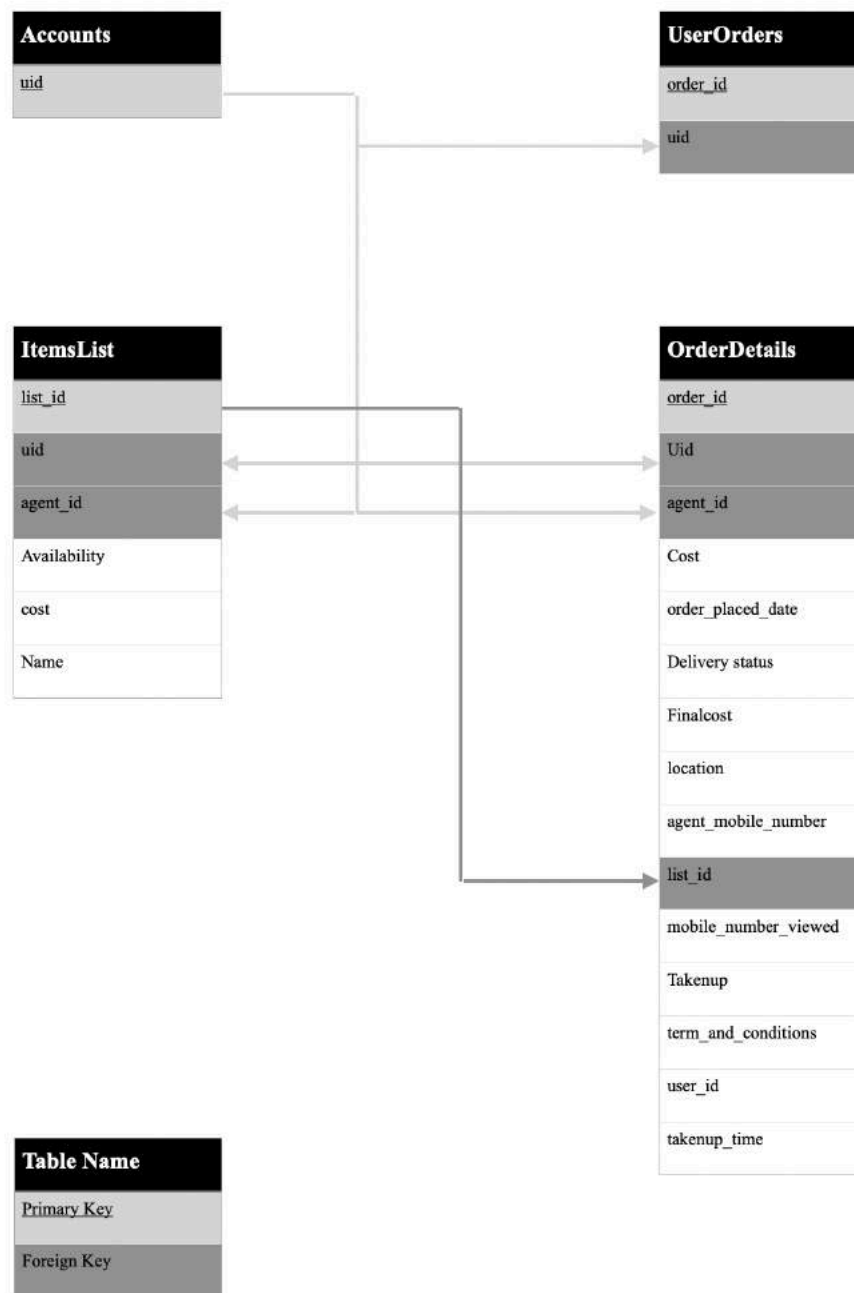 Accounts
uid
UserOrders
order_id
uid
ItemsList
list_id
uid
agent_id
Availability
cost
Name
OrderDetails
order_id
Uid
agent_id
Cost
order_placed_date
Delivery status
Finalcost
location
agent_mobile_number
list_id
mobile_number_viewed
Takenup
term_and_conditions
user_id
takenup_time
Table Name
Primary Key
Foreign Key